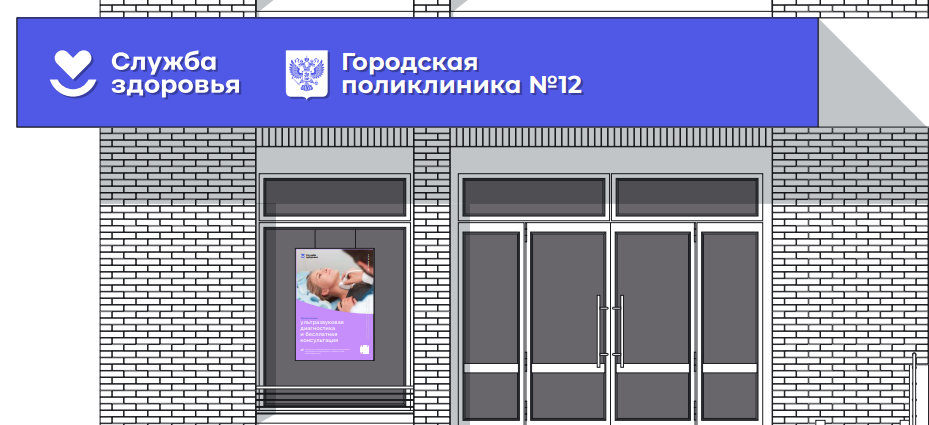 Служба
здоровья
Городская
поликлиника №12
ультразвуковая
диагностика
и бесплатная
консультация